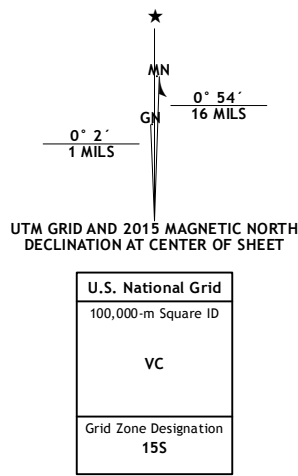 ★
MN
0° 54´
16 MILS
GN
0° 2´
1 MILS
UTM GRID AND 2015 MAGNETIC NORTH
DECLINATION AT CENTER OF SHEET
U.S. National Grid
100,000-m Square ID
VC
Grid Zone Designation
15S